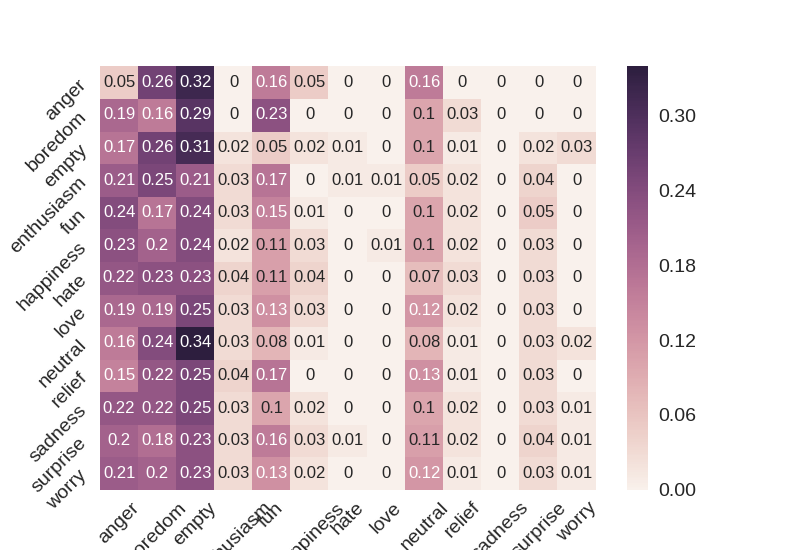 anger 0.05 0.26 0.32 0 0.16 0.05 0 0 0.16 0 0 0 0
boredom 0.19 0.16 0.29 0 0.23 0 0 0 0.1 0.03 0 0 0
empty 0.17 0.26 0.31 0.02 0.05 0.02 0.01 0 0.1 0.01 0 0.02 0.03
enthusiasm 0.21 0.25 0.21 0.03 0.17 0 0.01 0.01 0.05 0.02 0 0.04 0
fun 0.24 0.17 0.24 0.03 0.15 0.01 0 0 0.1 0.02 0 0.05 0
happiness 0.23 0.2 0.24 0.02 0.11 0.03 0 0.01 0.1 0.02 0 0.03 0
hate 0.22 0.23 0.23 0.04 0.11 0.04 0 0 0.07 0.03 0 0.03 0
love 0.19 0.19 0.25 0.03 0.13 0.03 0 0 0.12 0.02 0 0.03 0
neutral 0.16 0.24 0.34 0.03 0.08 0.01 0 0 0.08 0.01 0 0.03 0.02
relief 0.15 0.22 0.25 0.04 0.17 0 0 0 0.13 0.01 0 0.03 0
sadness 0.22 0.22 0.25 0.03 0.1 0.02 0 0 0.1 0.02 0 0.03 0.01
surprise 0.2 0.18 0.23 0.03 0.16 0.03 0.01 0 0.11 0.02 0 0.04 0.01
worry 0.21 0.2 0.23 0.03 0.13 0.02 0 0 0.12 0.01 0 0.03 0.01
anger oredom empty husiasm fun ppiness hate love neutral relief adness surprise worry
0.30
0.24
0.18
0.12
0.06
0.00